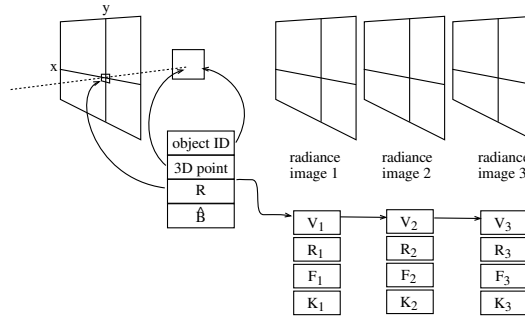 y
x
object ID
3D point
R
B̂
radiance
image 1
radiance
image 2
radiance
image 3
V₁
V₂
V₃
R₁
R₂
R₃
F₁
F₂
F₃
K₁
K₂
K₃